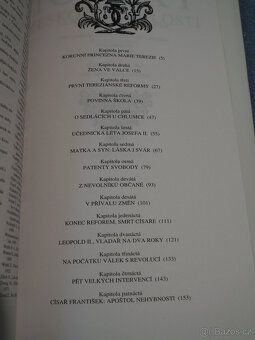 Kapitola první
KORUNNÍ PRINCEZNA MARIE TEREZIE (5)
Kapitola druhá
ŽENA VE VÁLCE (15)
Kapitola třetí
PRVNÍ TEREZIÁNSKÉ REFORMY (27)
Kapitola čtvrtá
POVINNÁ ŠKOLA (39)
Kapitola pátá
O SEDLÁCÍCH U CHLUMCE (47)
Kapitola šestá
UČEDNICKÁ LÉTA JOSEFA II. (55)
Kapitola sedmá
MATKA A SYN: LÁSKA I SVÁR (67)
Kapitola osmá
PATENTY SVOBODY (79)
Kapitola devátá
Z NEVOLNÍKŮ OBČANÉ (93)
Kapitola desátá
V PŘÍVALU ZMĚN (101)
Kapitola jedenáctá
KONEC REFOREM, SMRT CÍSAŘE (111)
Kapitola dvanáctá
LEOPOLD II., VLADAŘ NA DVA ROKY (121)
Kapitola třináctá
NA POČÁTKU VÁLEK S REVOLUCÍ (133)
Kapitola čtrnáctá
PĚT VELKÝCH INTERVENCÍ (143)
Kapitola patnáctá
CÍSAŘ FRANTIŠEK: APOŠTOL NEHYBNOSTI (153)
Bazoš.cz